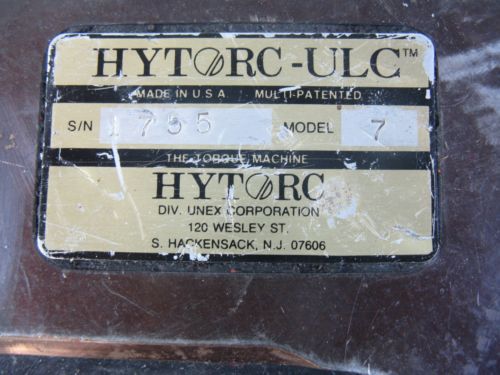 HYTORC-ULC™
MADE IN U.S.A. MULTI-PATENTED
S/N 1755 MODEL 7
THE TORQUE MACHINE
HYTORC
DIV. UNEX CORPORATION
120 WESLEY ST.
S. HACKENSACK, N.J. 07606